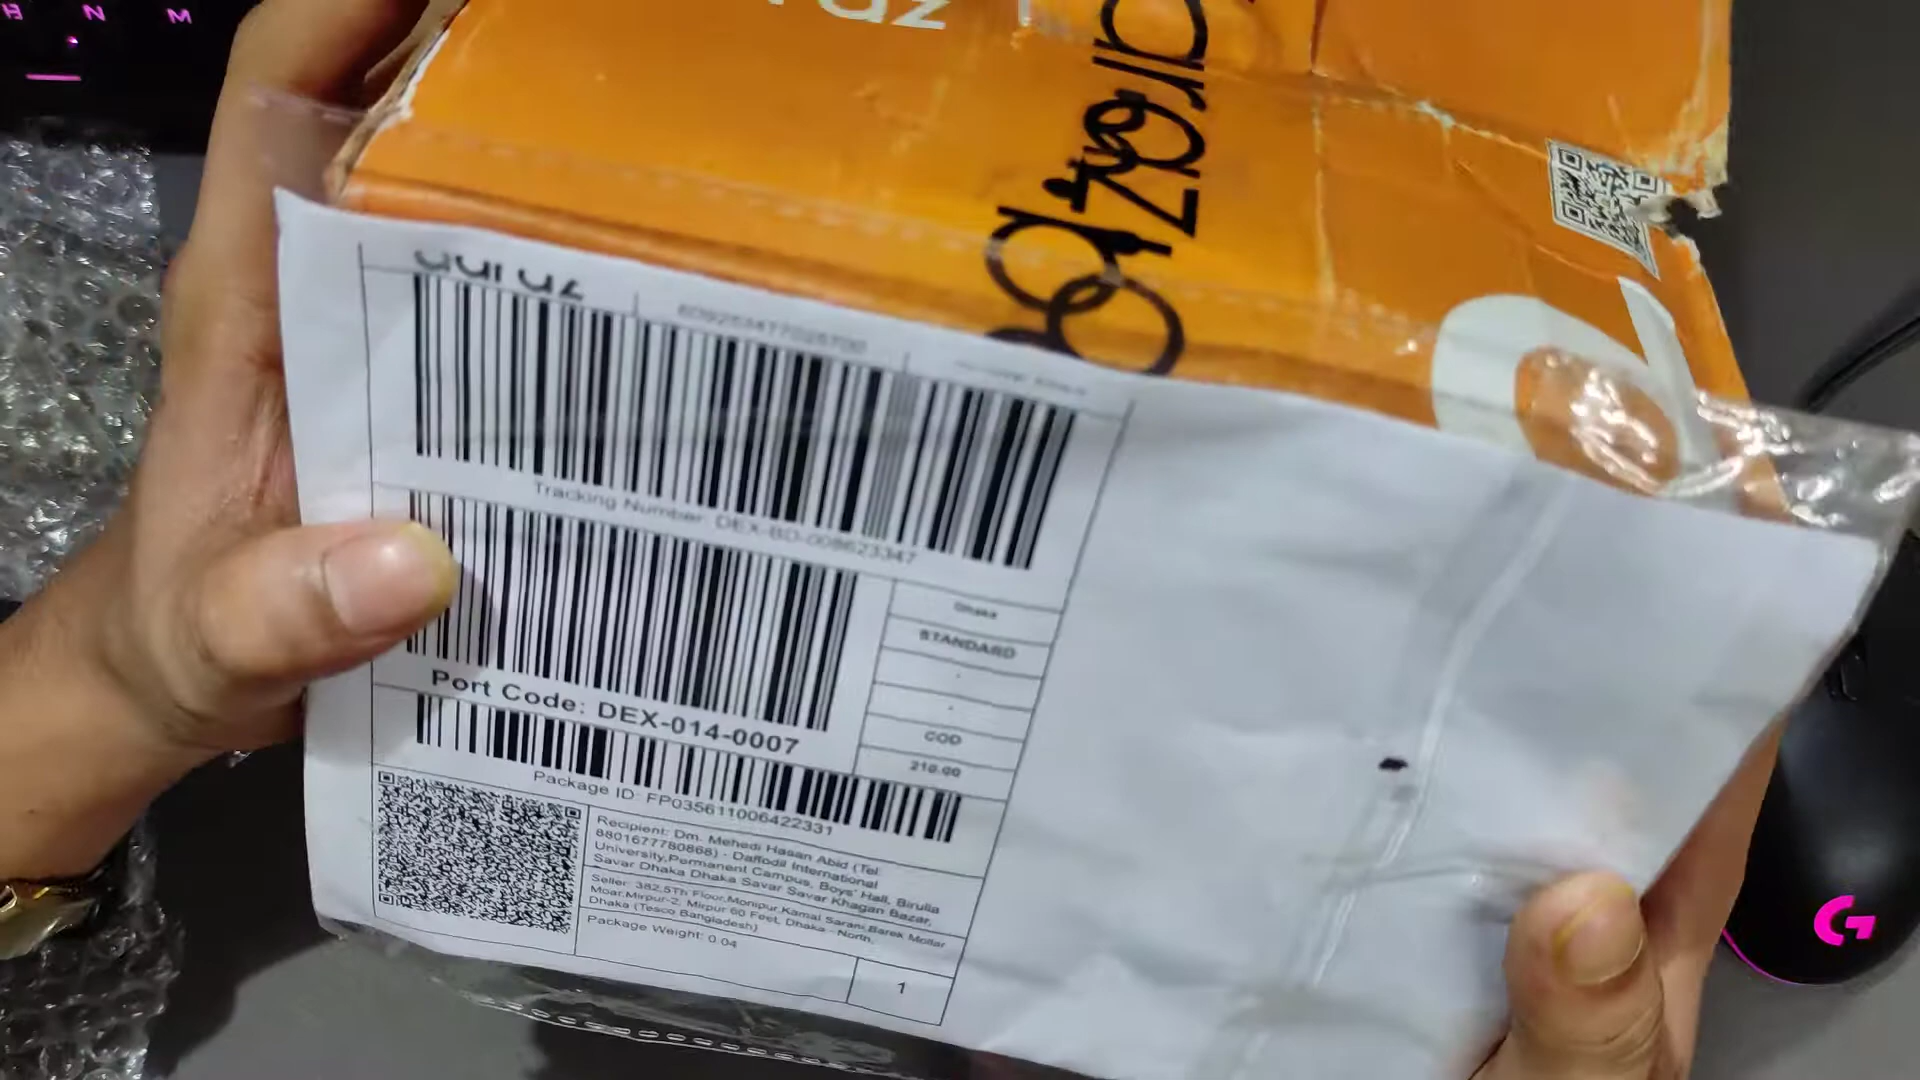 H N M
daraz
Tracking Number: DEX-BD-008623347
Dhaka
STANDARD
Port Code: DEX-014-0007
COD
210.00
Package ID: FP035611006422331
Recipient: Dm. Mehedi Hasan Abid (Tel:
8801677780868) - Daffodil International
University,Permanent Campus, Boys' Hall, Birulia
Savar Dhaka Dhaka Savar Savar Khagan Bazar,
Seller: 382,5Th Floor,Monipur,Kamal Sarani Barek Mollar
Moar,Mirpur-2, Mirpur 60 Feet, Dhaka - North,
Dhaka (Tesco Bangladesh)
Package Weight: 0.04
1
G